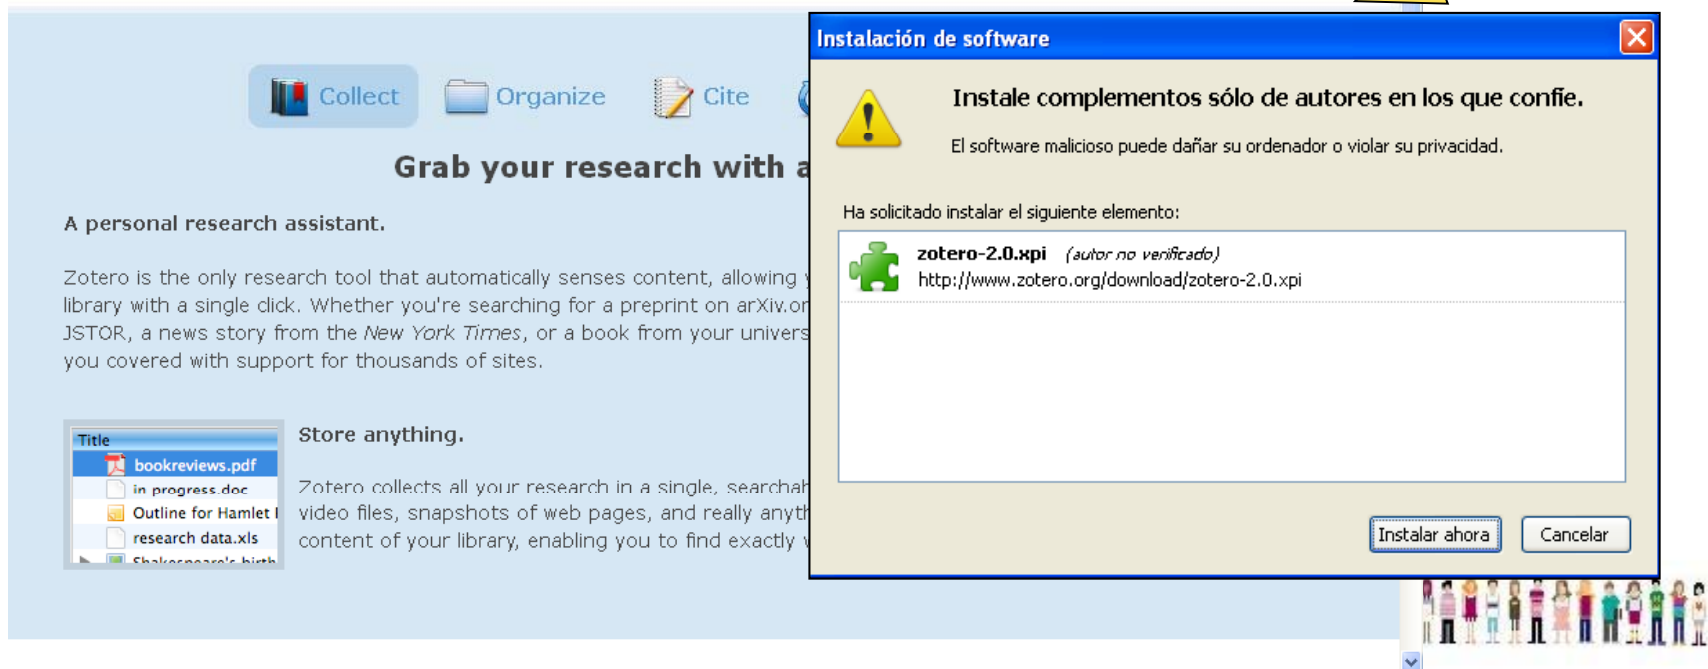 Collect
Organize
Cite
Grab your research with a
A personal research assistant.
Zotero is the only research tool that automatically senses content, allowing
library with a single click. Whether you're searching for a preprint on arXiv.or
JSTOR, a news story from the New York Times, or a book from your univers
you covered with support for thousands of sites.
Title
bookreviews.pdf
in progress.doc
Outline for Hamlet
research data.xls
Shakespeare's birth
Store anything.
Zotero collects all your research in a single, searchab
video files, snapshots of web pages, and really anyth
content of your library, enabling you to find exactly
Instalación de software
Instale complementos sólo de autores en los que confíe.
El software malicioso puede dañar su ordenador o violar su privacidad.
Ha solicitado instalar el siguiente elemento:
zotero-2.0.xpi (autor no verificado)
http://www.zotero.org/download/zotero-2.0.xpi
Instalar ahora
Cancelar